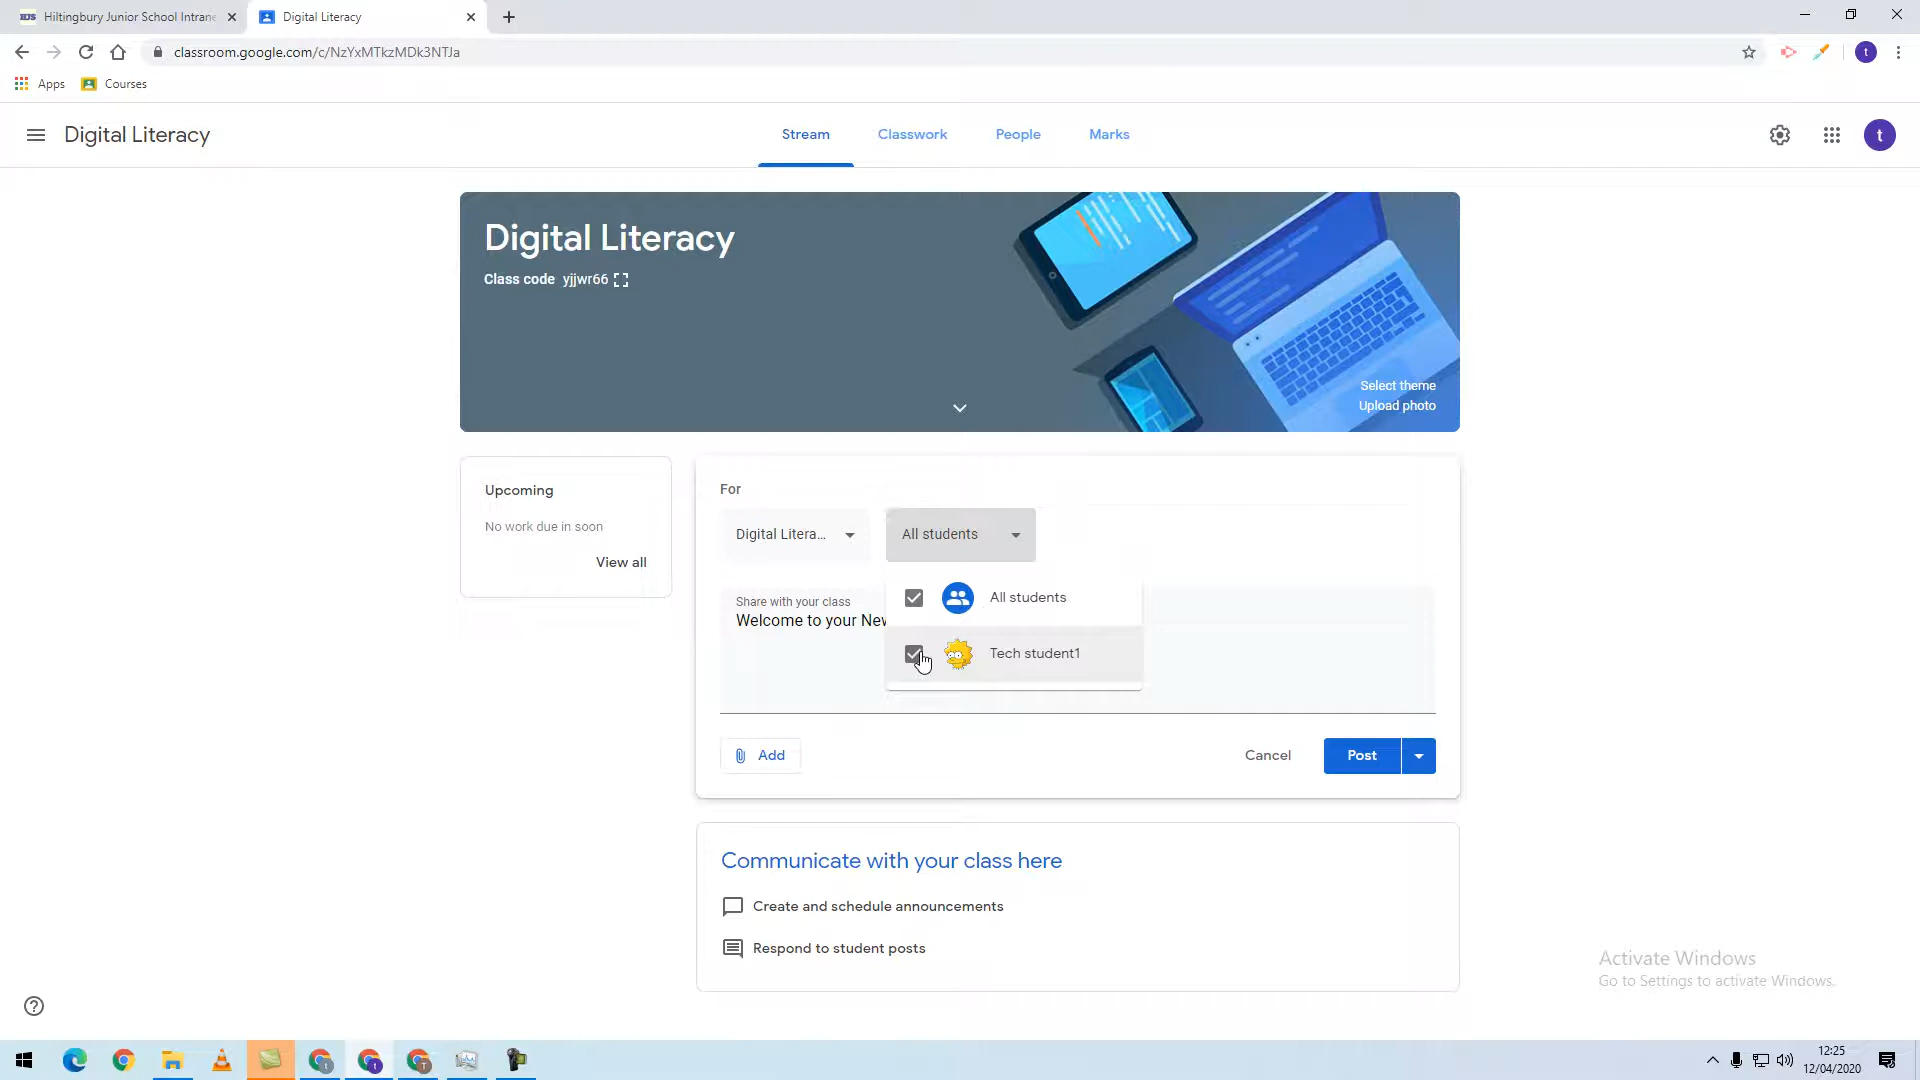 Hiltingbury Junior School Intrane
Digital Literacy
classroom.google.com/c/NzYxMTkzMDk3NTJa
Apps
Courses
t
Digital Literacy
Stream
Classwork
People
Marks
t
Digital Literacy
Class code yjjwr66
Select theme
Upload photo
Upcoming
No work due in soon
View all
For
Digital Litera...
All students
All students
Share with your class
Welcome to your New
Tech student1
Add
Cancel
Post
Communicate with your class here
Create and schedule announcements
Respond to student posts
Activate Windows
Go to Settings to activate Windows.
12:25
12/04/2020